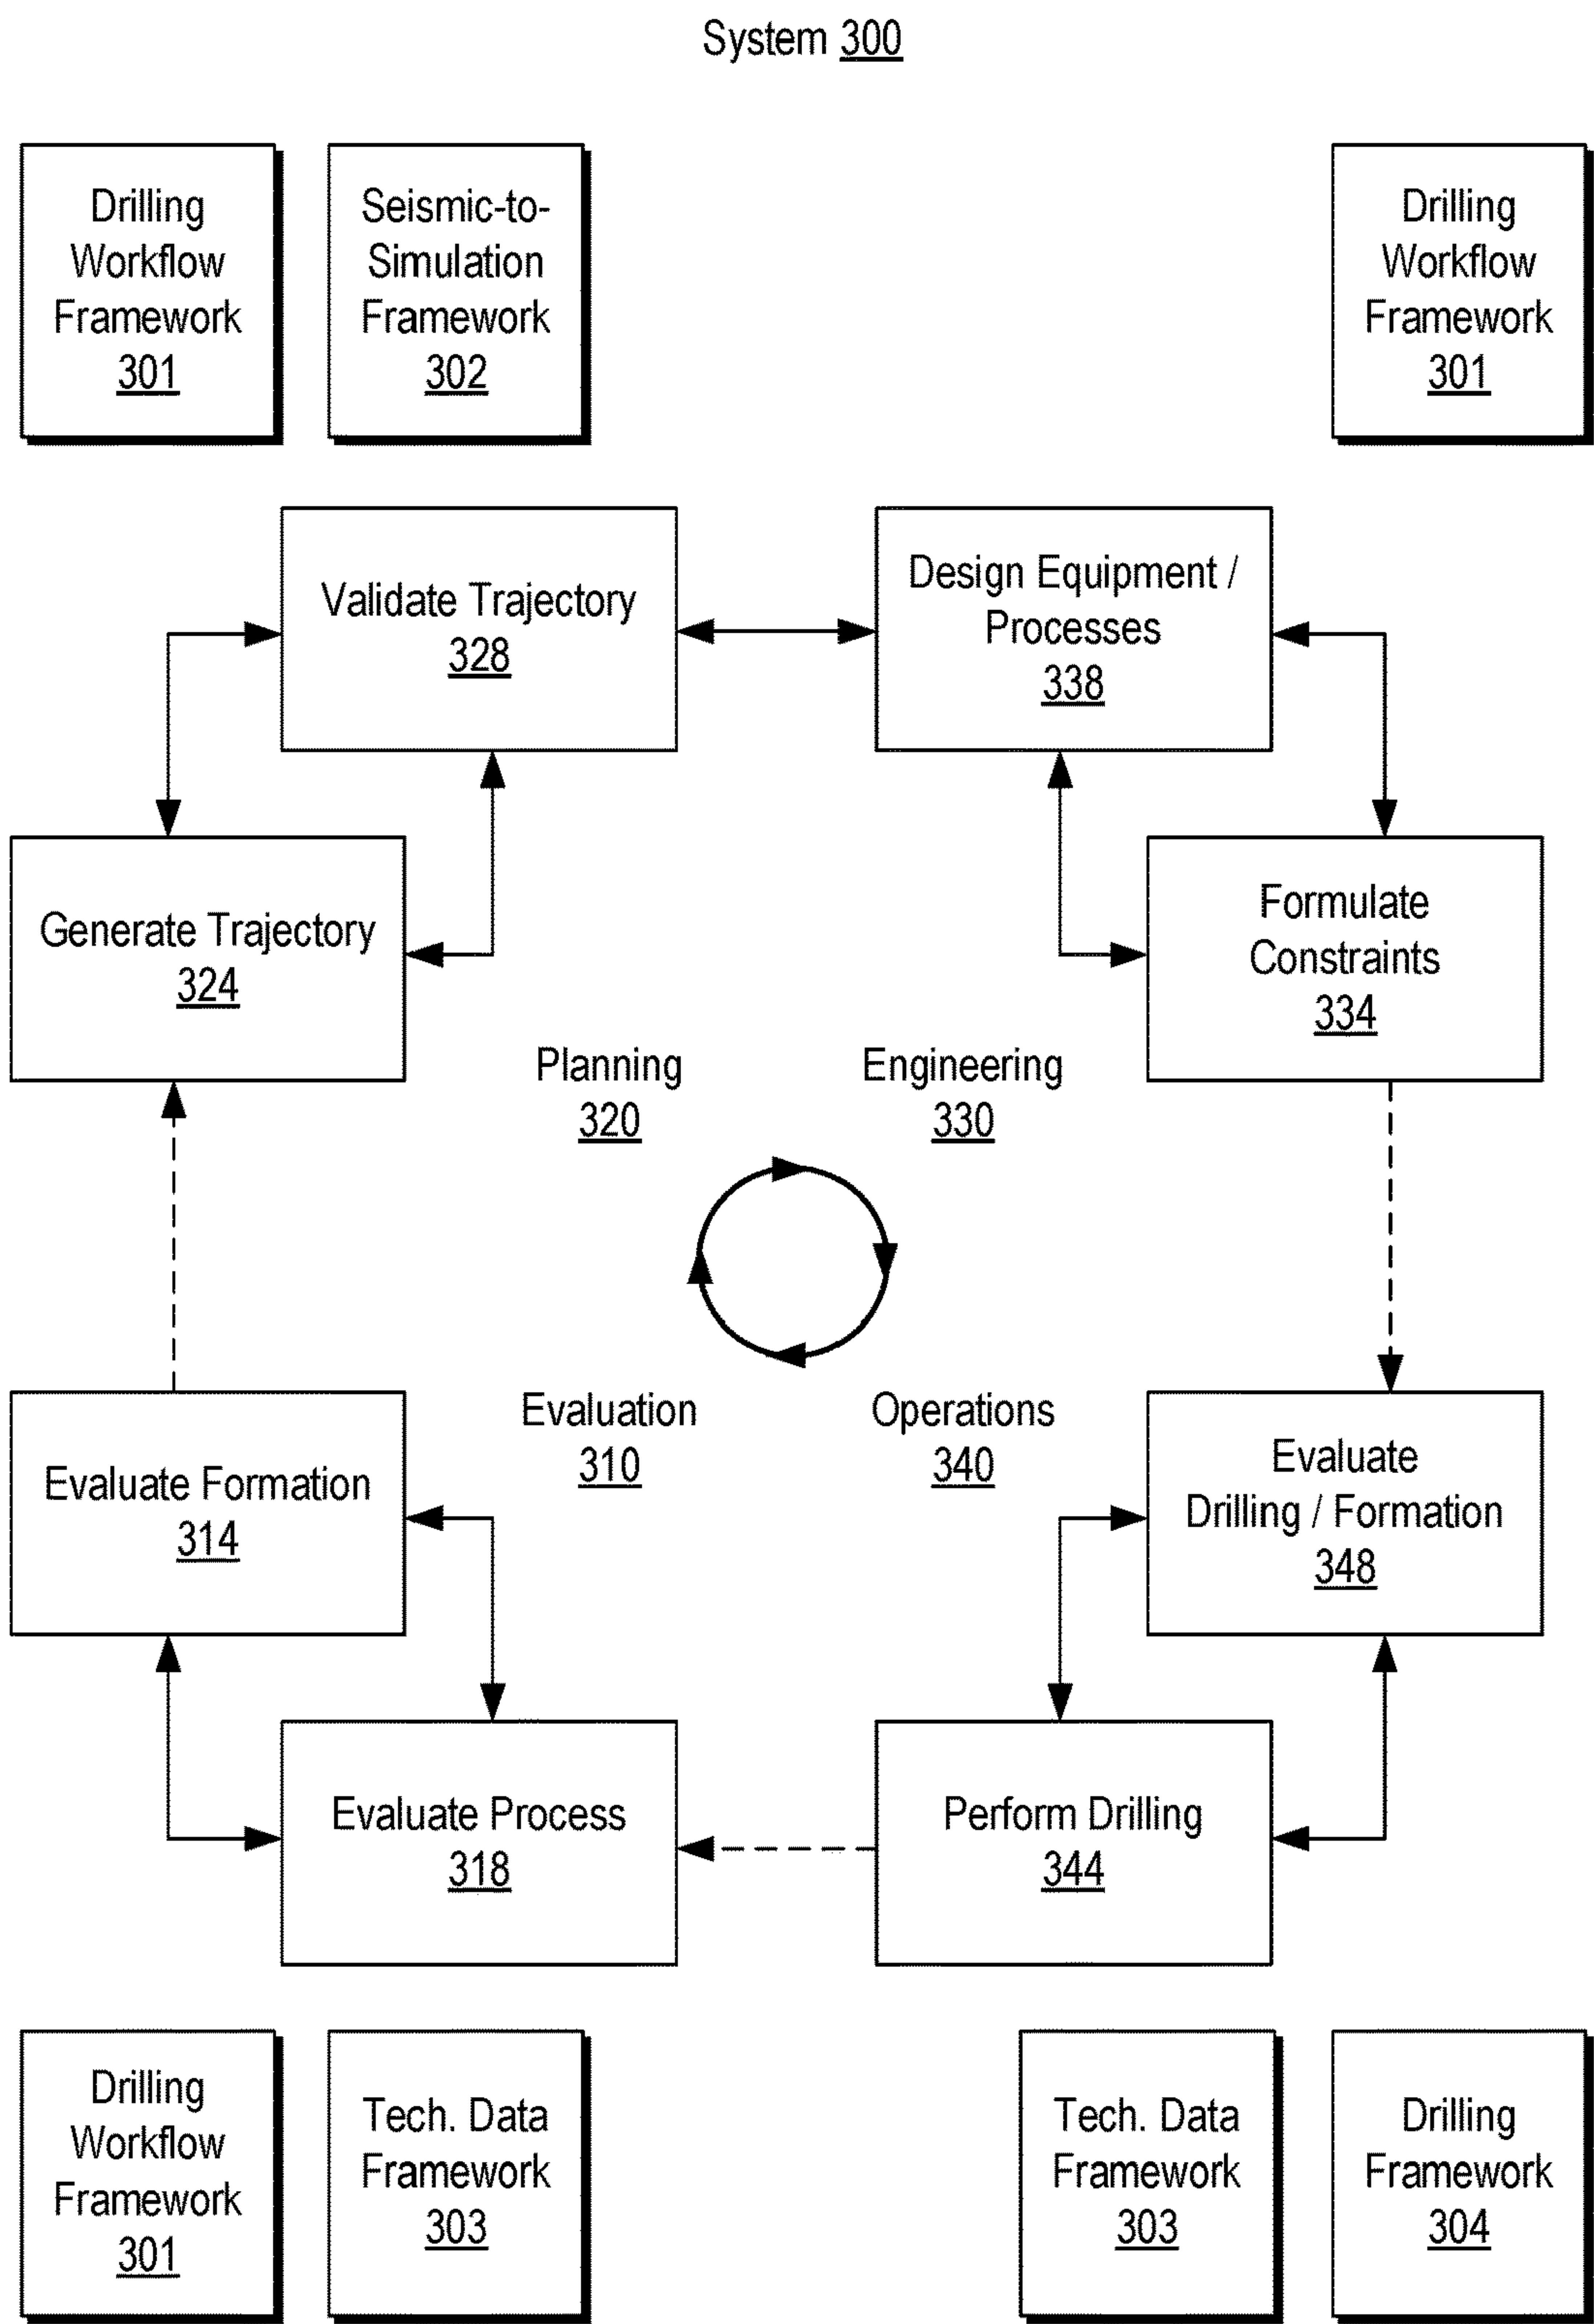 System 300
Drilling
Workflow
Framework
301
Seismic-to-
Simulation
Framework
302
Drilling
Workflow
Framework
301
Validate Trajectory
328
Design Equipment /
Processes
338
Generate Trajectory
324
Formulate
Constraints
334
Planning
320
Engineering
330
Evaluation
310
Operations
340
Evaluate Formation
314
Evaluate
Drilling / Formation
348
Evaluate Process
318
Perform Drilling
344
Drilling
Workflow
Framework
301
Tech. Data
Framework
303
Tech. Data
Framework
303
Drilling
Framework
304